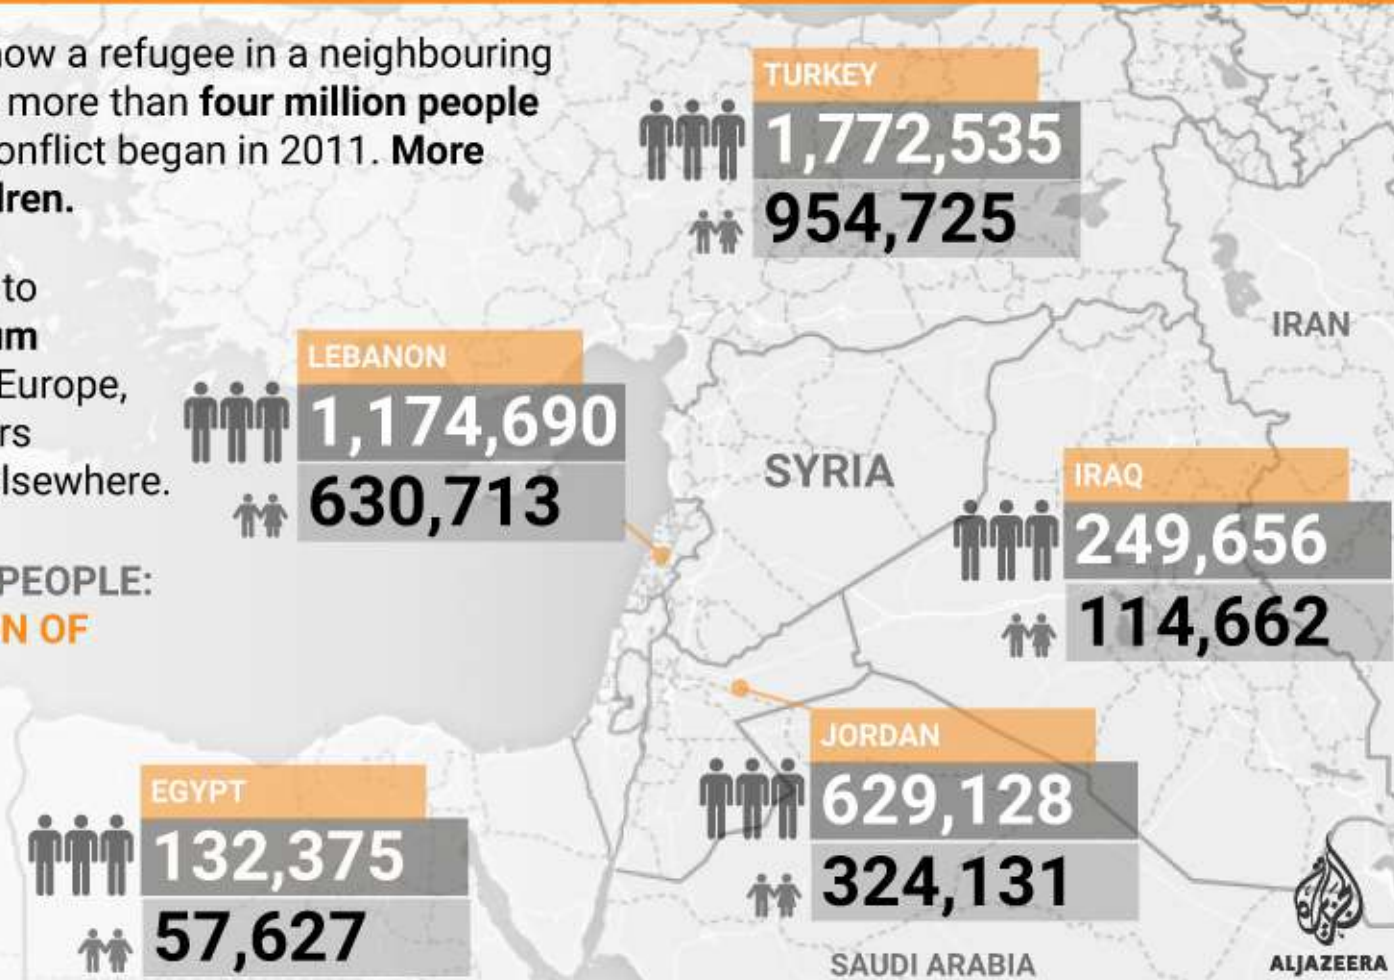 ow a refugee in a neighbouring
more than four million people
onflict began in 2011. More
dren.
to
um
Europe,
rs
lsewhere.
PEOPLE:
N OF
TURKEY
1,772,535
954,725
IRAN
LEBANON
1,174,690
630,713
SYRIA
IRAQ
249,656
114,662
JORDAN
629,128
324,131
EGYPT
132,375
57,627
SAUDI ARABIA
ALJAZEERA